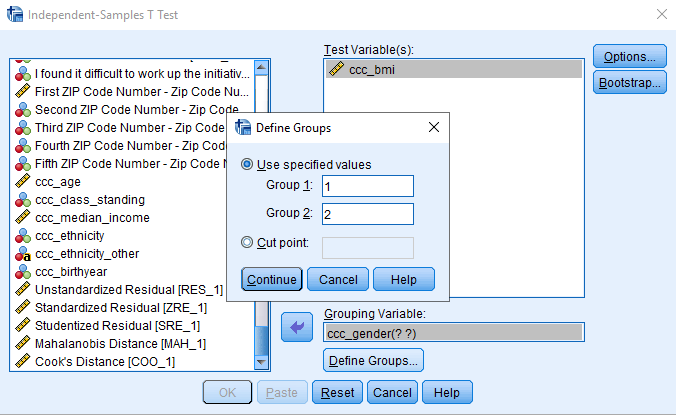 Independent-Samples T Test
I found it difficult to work up the initiativ...
First ZIP Code Number - Zip Code Nu...
Second ZIP Code Number - Zip Code
Third ZIP Code Number - Zip Code N
Fourth ZIP Code Number - Zip Code
Fifth ZIP Code Number - Zip Code N
ccc_age
ccc_class_standing
ccc_median_income
ccc_ethnicity
a ccc_ethnicity_other
ccc_birthyear
Unstandardized Residual [RES_1]
Standardized Residual [ZRE_1]
Studentized Residual [SRE_1]
Mahalanobis Distance [MAH_1]
Cook's Distance [COO_1]
Test Variable(s):
ccc_bmi
Options...
Bootstrap...
Define Groups
Use specified values
Group 1: 1
Group 2: 2
Cut point:
Continue Cancel Help
Grouping Variable:
ccc_gender(? ?)
Define Groups...
OK Paste Reset Cancel Help